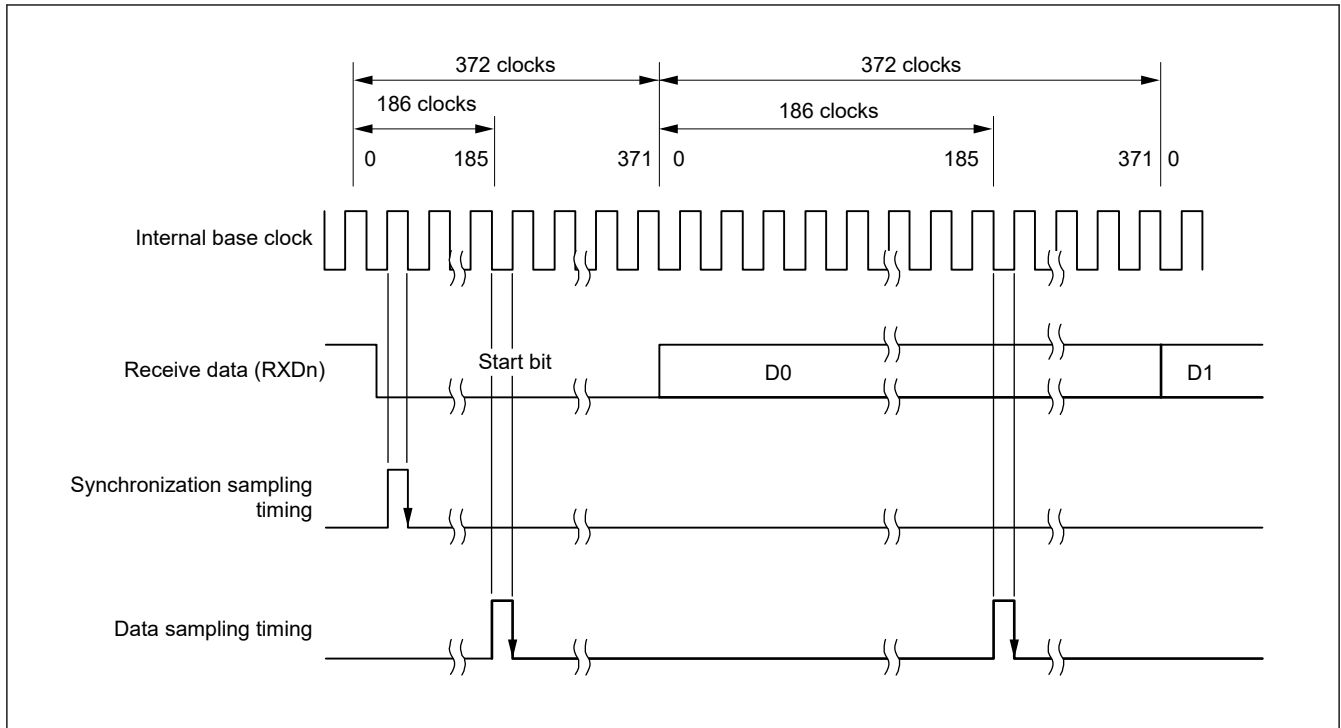 372 clocks 372 clocks
186 clocks 186 clocks
0 185 371 0 185 371 0
Internal base clock
Receive data (RXDn)
Start bit
D0
D1
Synchronization sampling
timing
Data sampling timing